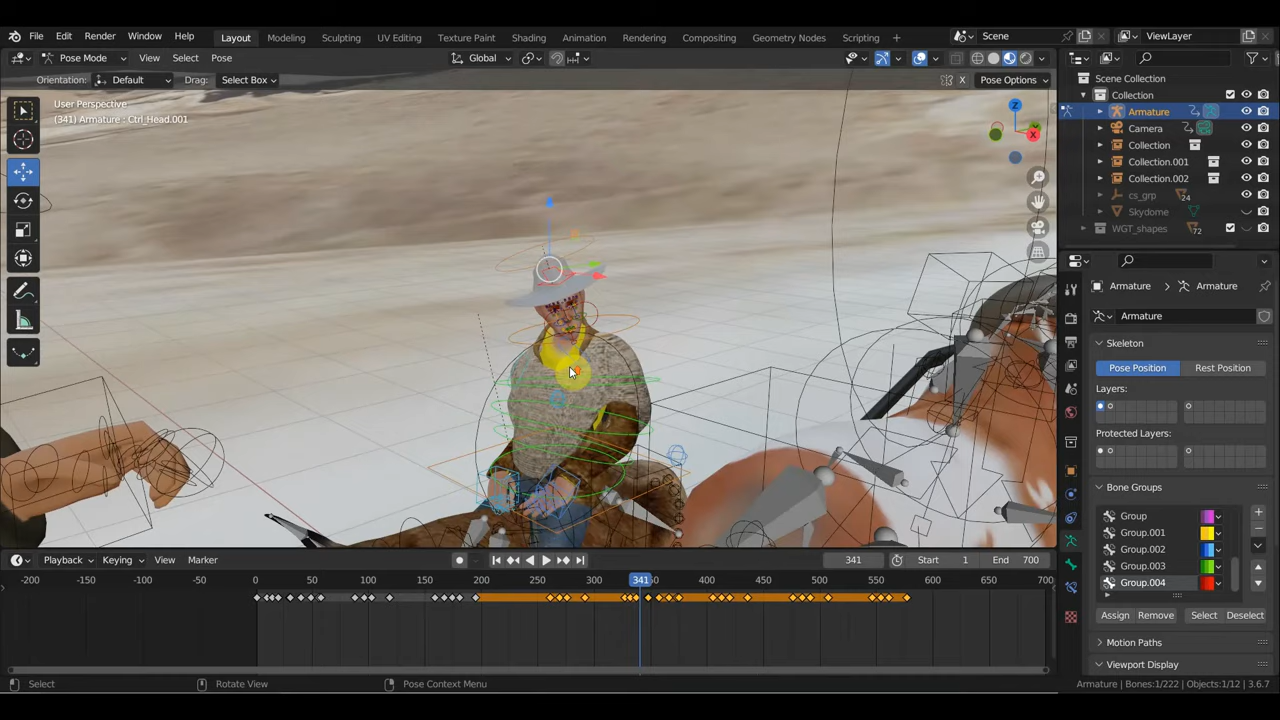 File Edit Render Window Help Layout Modeling Sculpting UV Editing Texture Paint Shading Animation Rendering Compositing Geometry Nodes Scripting + Scene ViewLayer
Pose Mode View Select Pose Global
Orientation: Default Drag: Select Box X Pose Options
User Perspective
(341) Armature : Ctrl_Head.001
Z
X
Scene Collection
Collection
Armature
Camera
Collection
Collection.001
Collection.002
cs_grp 24
Skydome
WGT_shapes 72
Armature > Armature
Armature
Skeleton
Pose Position Rest Position
Layers:
Protected Layers:
Bone Groups
Group
Group.001
Group.002
Group.003
Group.004
Assign Remove Select Deselect
Motion Paths
Viewport Display
Playback Keying View Marker 341 Start 1 End 700
-200 -150 -100 -50 0 50 100 150 200 250 300 341 50 400 450 500 550 600 650 700
Select Rotate View Pose Context Menu Armature | Bones:1/222 | Objects:1/12 | 3.6.7